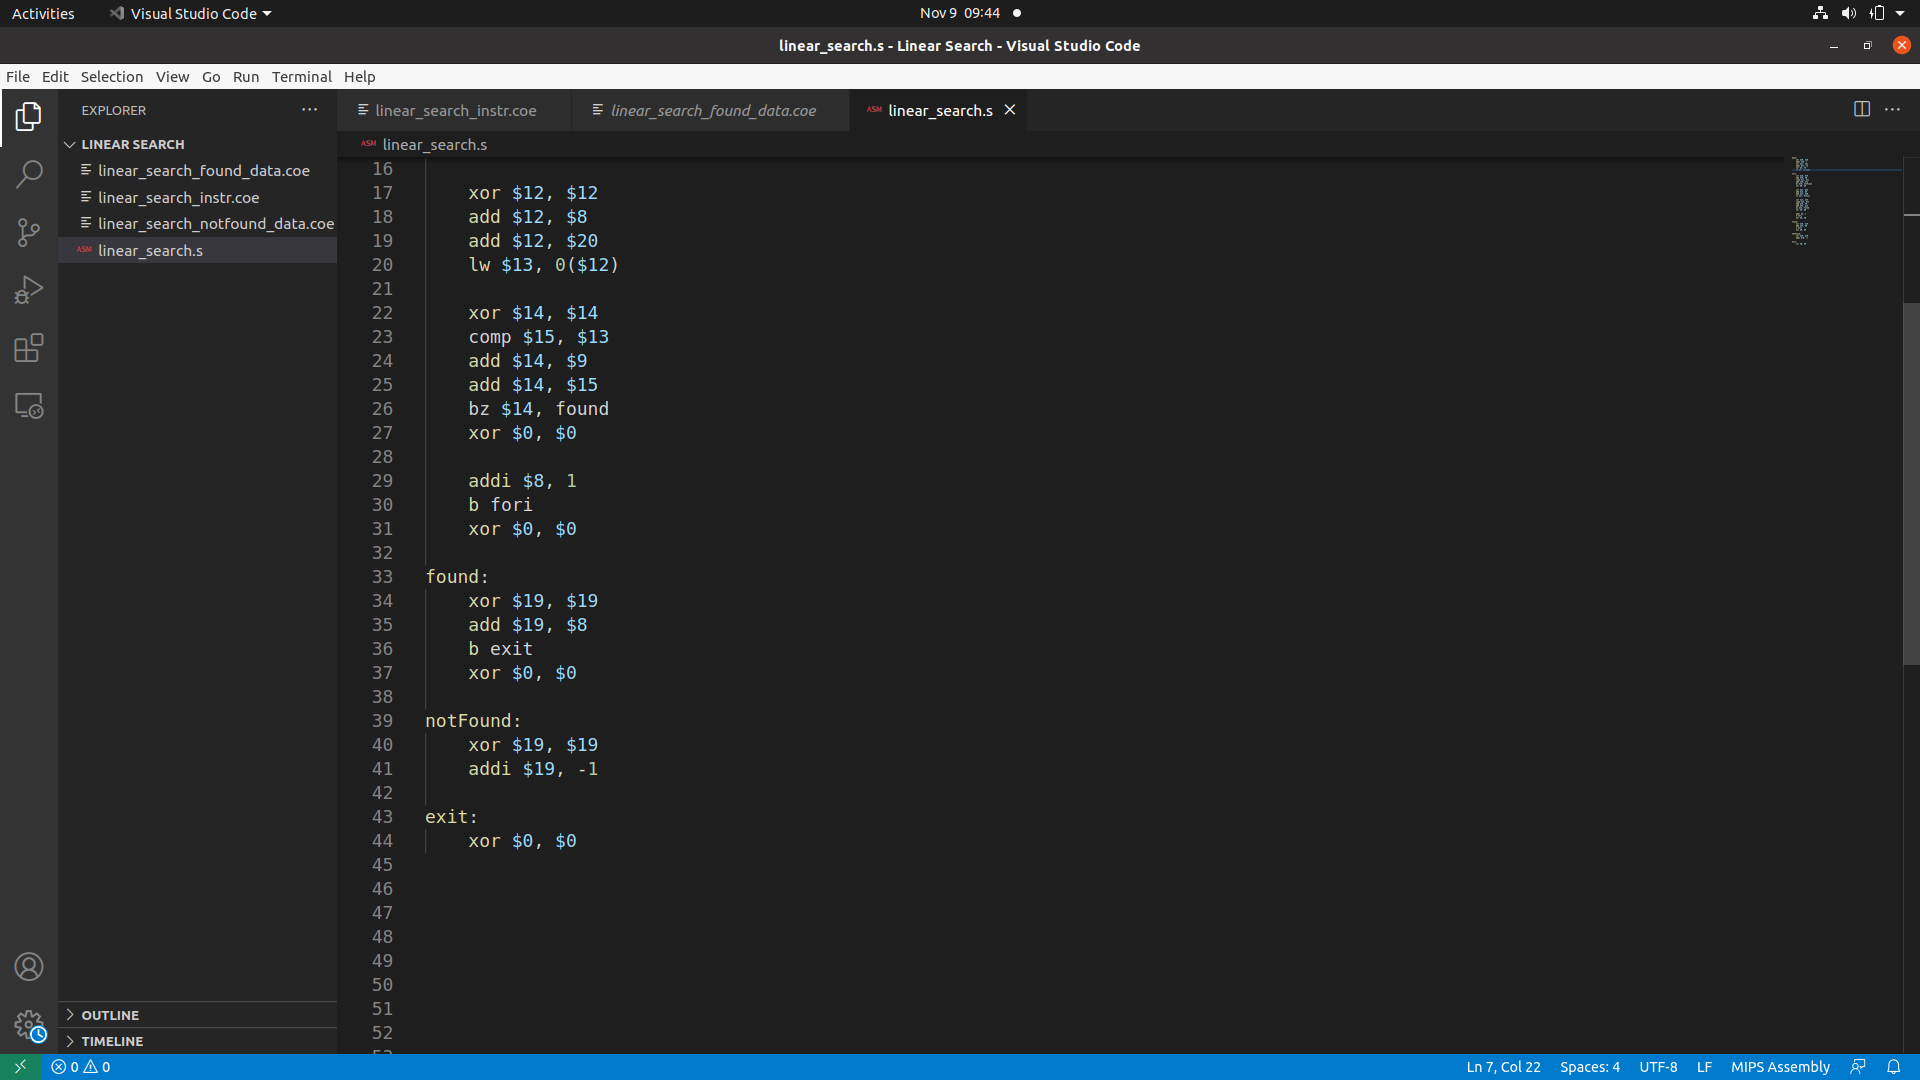 Activities
Visual Studio Code
Nov 9 09:44
linear_search.s - Linear Search - Visual Studio Code
File Edit Selection View Go Run Terminal Help
EXPLORER
LINEAR SEARCH
linear_search_found_data.coe
linear_search_instr.coe
linear_search_notfound_data.coe
ASM linear_search.s
OUTLINE
TIMELINE
linear_search_instr.coe
linear_search_found_data.coe
ASM linear_search.s
ASM linear_search.s
16
17 xor $12, $12
18 add $12, $8
19 add $12, $20
20 lw $13, 0($12)
21
22 xor $14, $14
23 comp $15, $13
24 add $14, $9
25 add $14, $15
26 bz $14, found
27 xor $0, $0
28
29 addi $8, 1
30 b fori
31 xor $0, $0
32
33 found:
34 xor $19, $19
35 add $19, $8
36 b exit
37 xor $0, $0
38
39 notFound:
40 xor $19, $19
41 addi $19, -1
42
43 exit:
44 xor $0, $0
45
46
47
48
49
50
51
52
0 0
Ln 7, Col 22
Spaces: 4
UTF-8
LF
MIPS Assembly